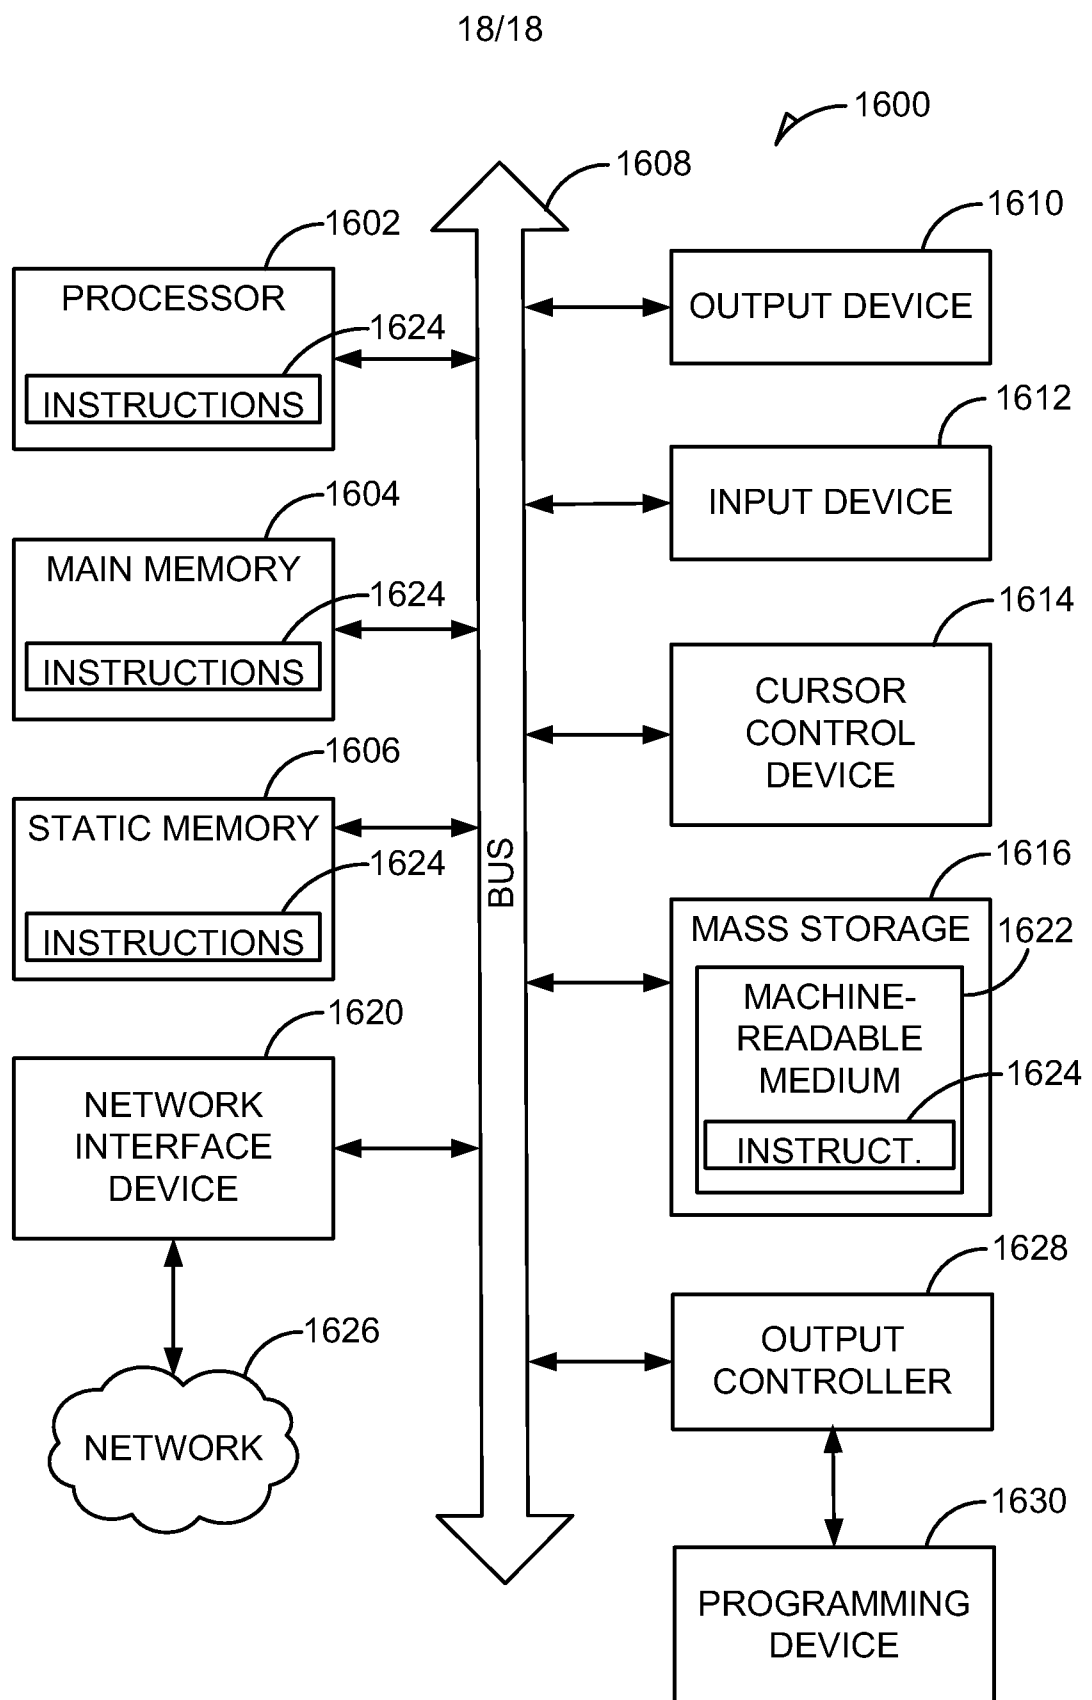 18/18
1600
1608
1602
PROCESSOR
1624
INSTRUCTIONS
1604
MAIN MEMORY
1624
INSTRUCTIONS
1606
STATIC MEMORY
1624
INSTRUCTIONS
1620
NETWORK
INTERFACE
DEVICE
1626
NETWORK
BUS
1610
OUTPUT DEVICE
1612
INPUT DEVICE
1614
CURSOR
CONTROL
DEVICE
1616
MASS STORAGE
1622
MACHINE-
READABLE
MEDIUM
1624
INSTRUCT.
1628
OUTPUT
CONTROLLER
1630
PROGRAMMING
DEVICE